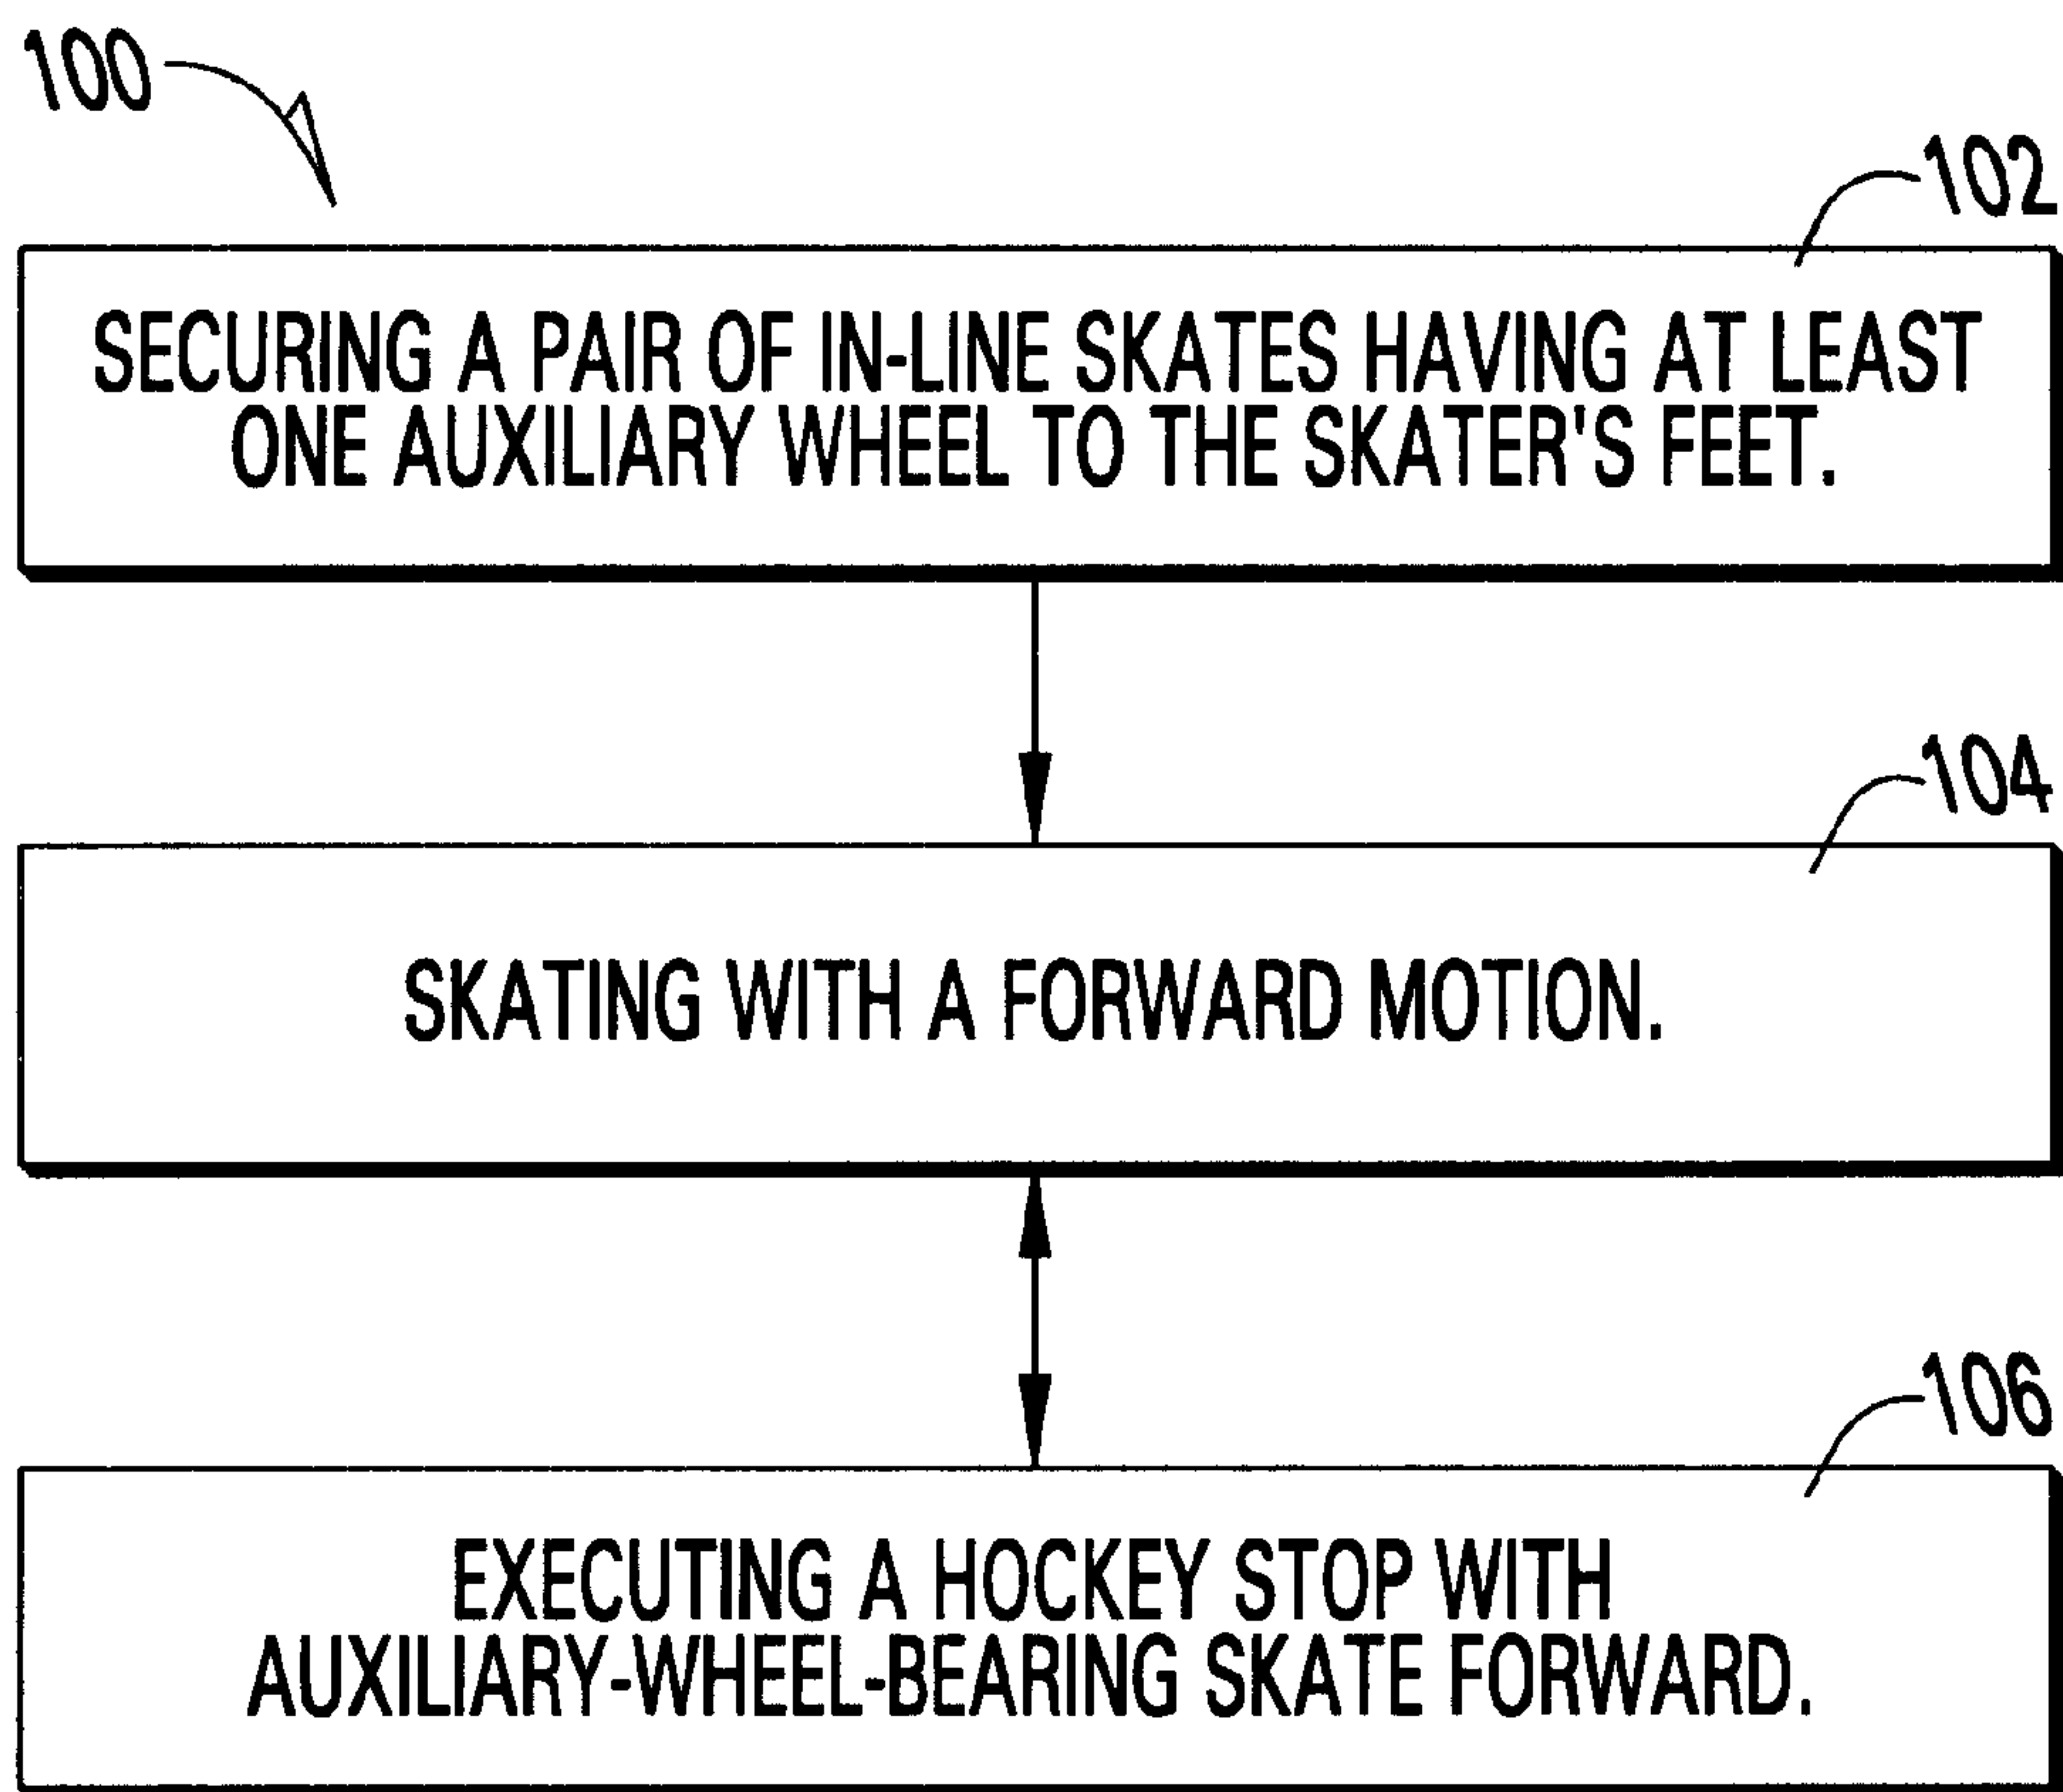 100
102
SECURING A PAIR OF IN-LINE SKATES HAVING AT LEAST
ONE AUXILIARY WHEEL TO THE SKATER'S FEET.
104
SKATING WITH A FORWARD MOTION.
106
EXECUTING A HOCKEY STOP WITH
AUXILIARY-WHEEL-BEARING SKATE FORWARD.